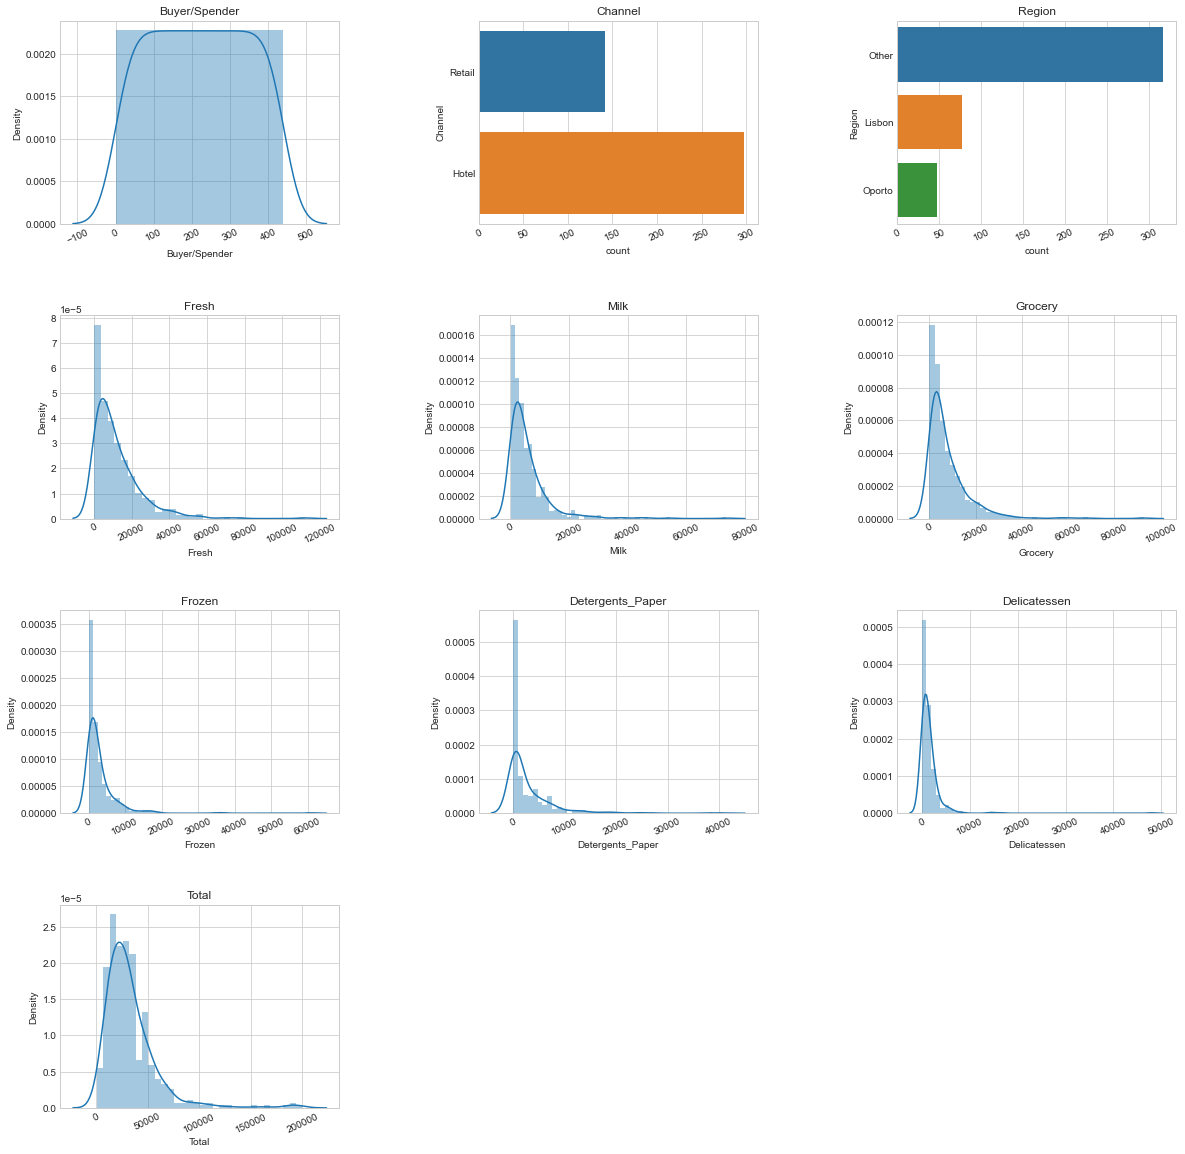 Buyer/Spender
Density
0.0020
0.0015
0.0010
0.0005
0.0000
−100 0 100 200 300 400 500
Buyer/Spender
Channel
Channel
Retail
Hotel
0 50 100 150 200 250 300
count
Region
Region
Other
Lisbon
Oporto
0 50 100 150 200 250 300
count
Fresh
1e−5
Density
8
7
6
5
4
3
2
1
0
0 20000 40000 60000 80000 100000 120000
Fresh
Milk
Density
0.00016
0.00014
0.00012
0.00010
0.00008
0.00006
0.00004
0.00002
0.00000
0 20000 40000 60000 80000
Milk
Grocery
Density
0.00012
0.00010
0.00008
0.00006
0.00004
0.00002
0.00000
0 20000 40000 60000 80000 100000
Grocery
Frozen
Density
0.00035
0.00030
0.00025
0.00020
0.00015
0.00010
0.00005
0.00000
0 10000 20000 30000 40000 50000 60000
Frozen
Detergents_Paper
Density
0.0005
0.0004
0.0003
0.0002
0.0001
0.0000
0 10000 20000 30000 40000
Detergents_Paper
Delicatessen
Density
0.0005
0.0004
0.0003
0.0002
0.0001
0.0000
0 10000 20000 30000 40000 50000
Delicatessen
Total
1e−5
Density
2.5
2.0
1.5
1.0
0.5
0.0
0 50000 100000 150000 200000
Total